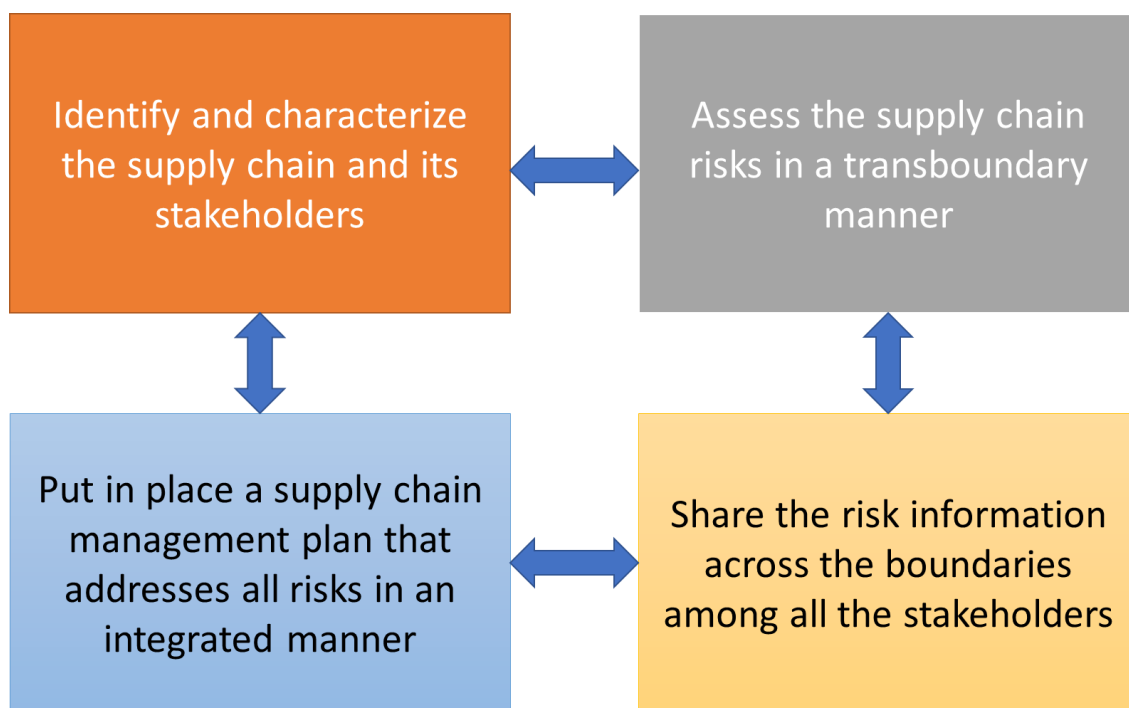 Identify and characterize
the supply chain and its
stakeholders
Assess the supply chain
risks in a transboundary
manner
Put in place a supply chain
management plan that
addresses all risks in an
integrated manner
Share the risk information
across the boundaries
among all the stakeholders